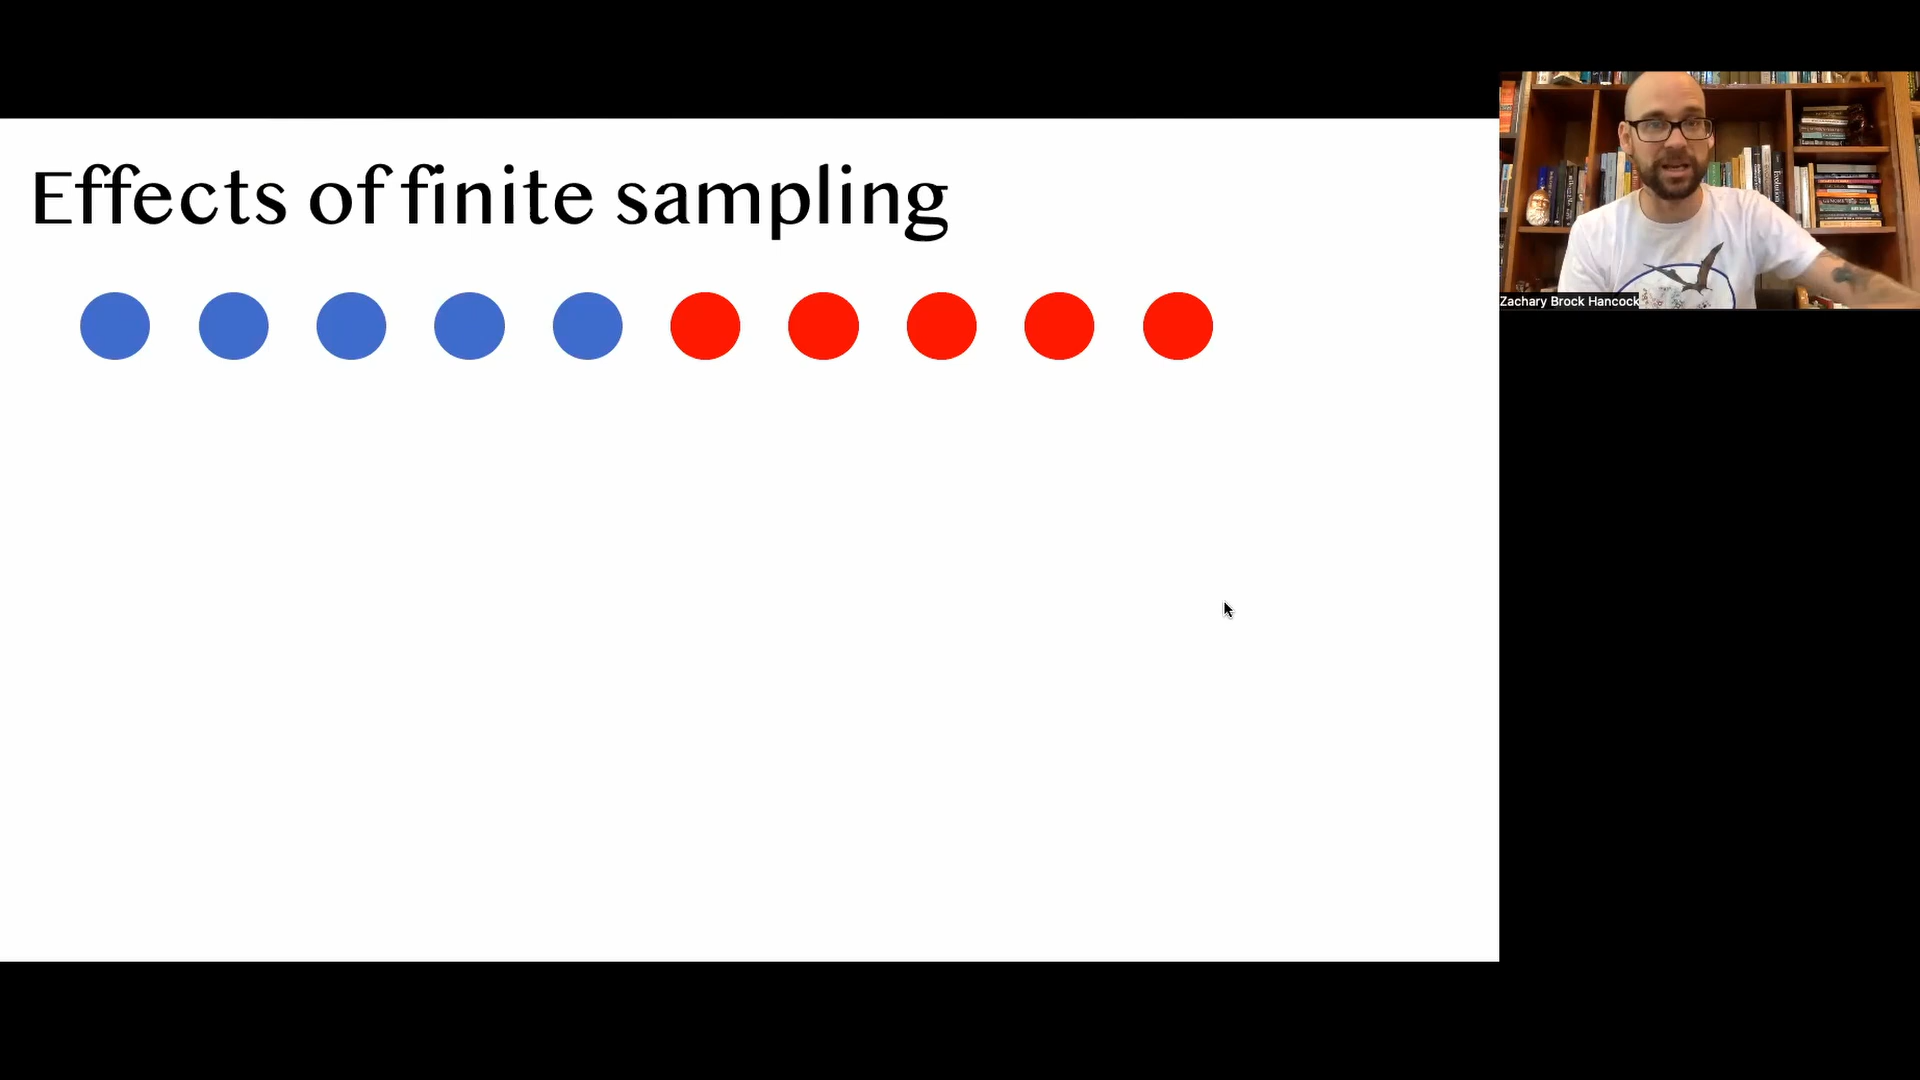 Effects of finite sampling
Zachary Brock Hancock